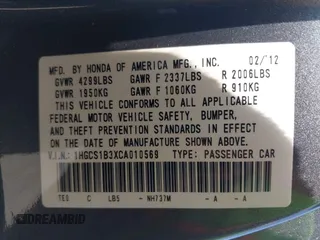 MFD. BY HONDA OF AMERICA MFG., INC. 02/12
GVWR 4299LBS GAWR F 2337LBS R 2006LBS
GVWR 1950KG GAWR F 1060KG R 910KG
THIS VEHICLE CONFORMS TO ALL APPLICABLE
FEDERAL MOTOR VEHICLE SAFETY, BUMPER,
AND THEFT PREVENTION STANDARDS IN EFFECT
ON THE DATE OF MANUFACTURE SHOWN ABOVE.
V.I.N. 1HGCS1B3XCA010569 TYPE: PASSENGER CAR
TE0 C LB5 - NH737M - A - A
DREAMBID